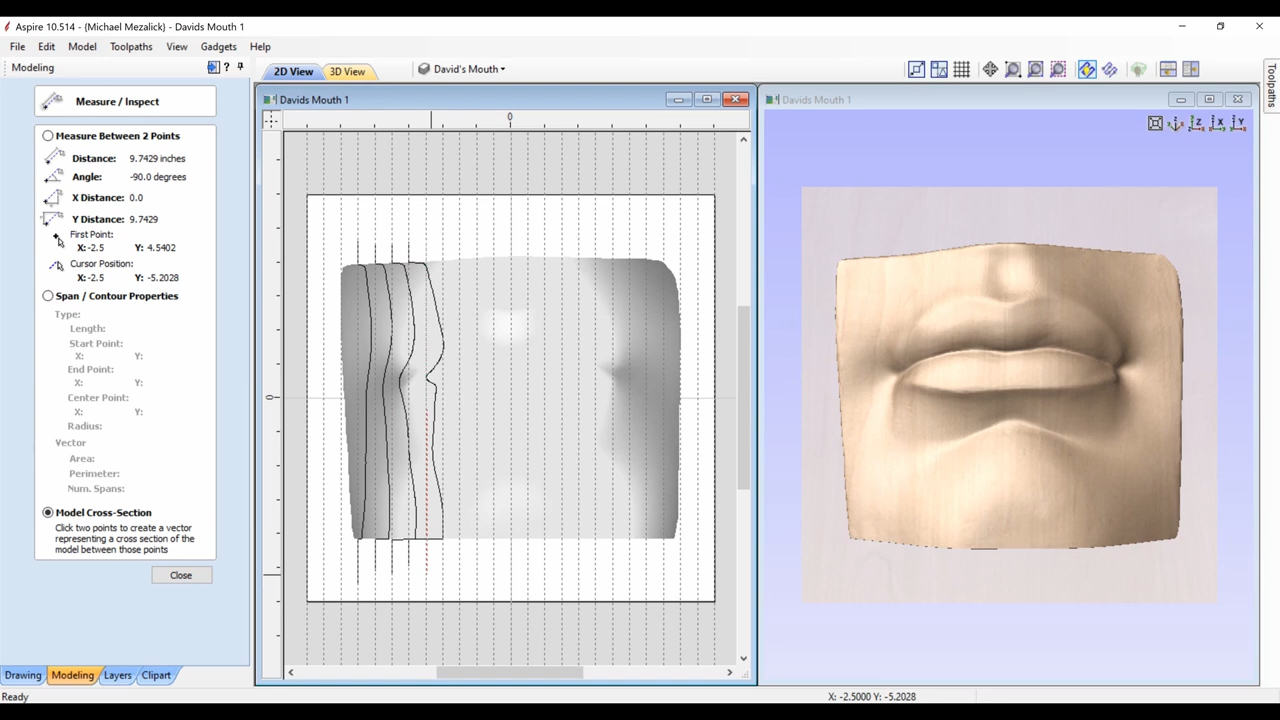 Aspire 10.514 - {Michael Mezalick} - Davids Mouth 1
File Edit Model Toolpaths View Gadgets Help
Modeling
2D View 3D View David's Mouth
Toolpaths
Measure / Inspect
Davids Mouth 1
Davids Mouth 1
0
Z X Y
Measure Between 2 Points
Distance: 9.7429 inches
Angle: -90.0 degrees
X Distance: 0.0
Y Distance: 9.7429
First Point:
X: -2.5 Y: 4.5402
Cursor Position:
X: -2.5 Y: -5.2028
Span / Contour Properties
Type:
Length:
Start Point:
X: Y:
End Point:
X: Y:
Center Point:
X: Y:
Radius:
Vector
Area:
Perimeter:
Num. Spans:
0
Model Cross-Section
Click two points to create a vector
representing a cross section of the
model between those points
Close
Drawing Modeling Layers Clipart
Ready
X: -2.5000 Y: -5.2028